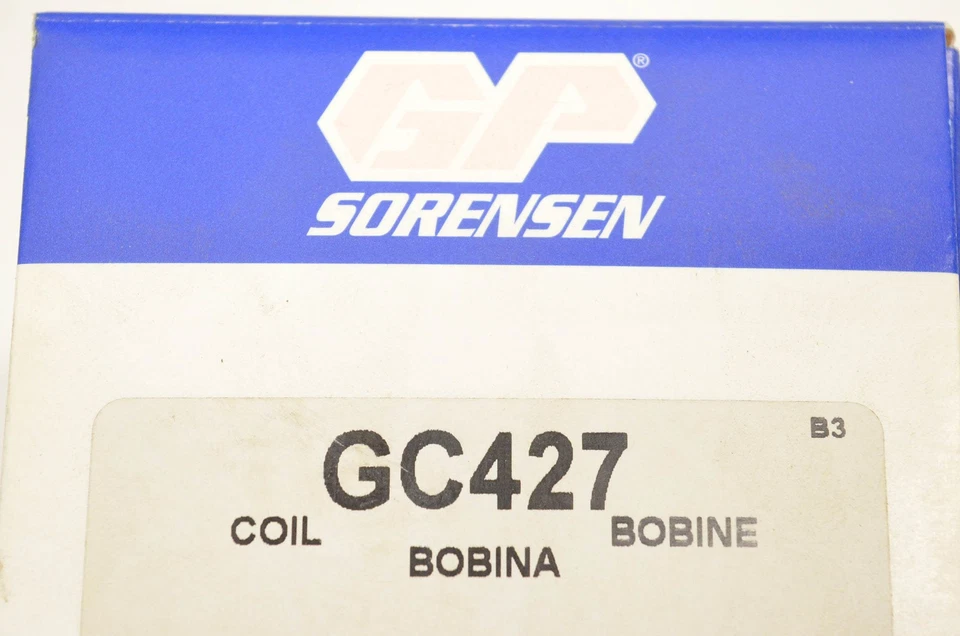 GP®
SORENSEN
B3
GC427
COIL BOBINE
BOBINA